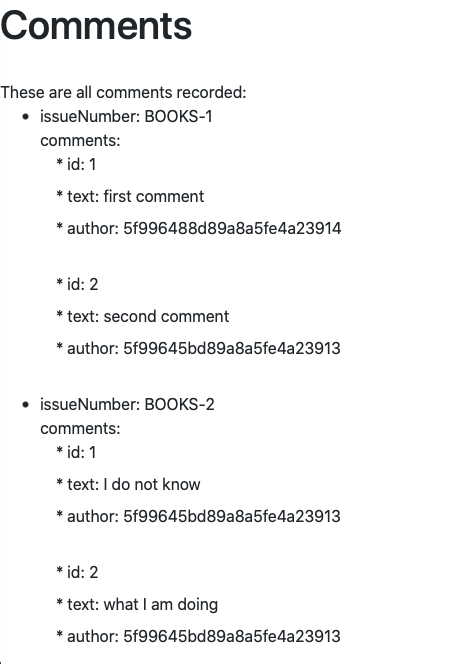 Comments
These are all comments recorded:
• issueNumber: BOOKS-1
comments:
* id: 1
* text: first comment
* author: 5f996488d89a8a5fe4a23914
* id: 2
* text: second comment
* author: 5f99645bd89a8a5fe4a23913
• issueNumber: BOOKS-2
comments:
* id: 1
* text: I do not know
* author: 5f99645bd89a8a5fe4a23913
* id: 2
* text: what I am doing
* author: 5f99645bd89a8a5fe4a23913